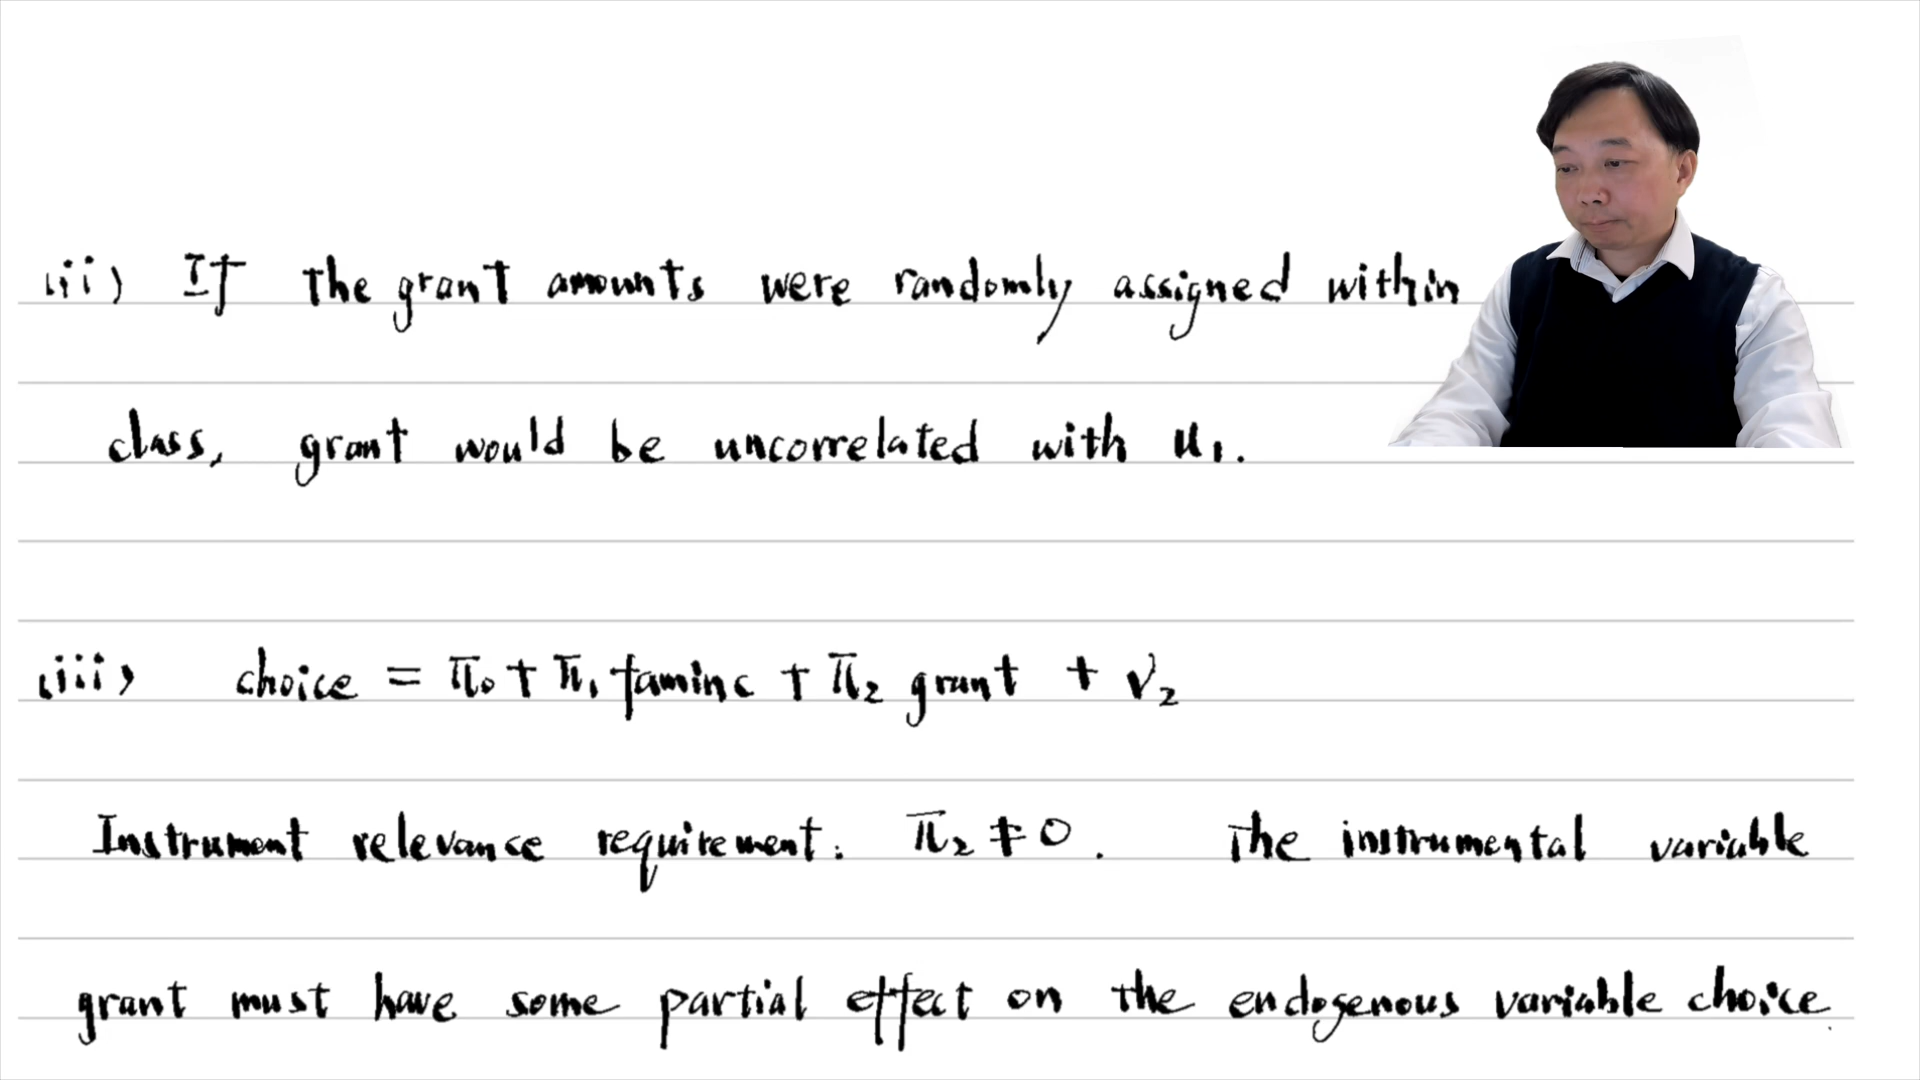 (ii) If the grant amounts were randomly assigned within
class, grant would be uncorrelated with u₁.
(iii) choice = π₀ + π₁ faminc + π₂ grant + ν₂
Instrument relevance requirement: π₂ ≠ 0. The instrumental variable
grant must have some partial effect on the endogenous variable choice.